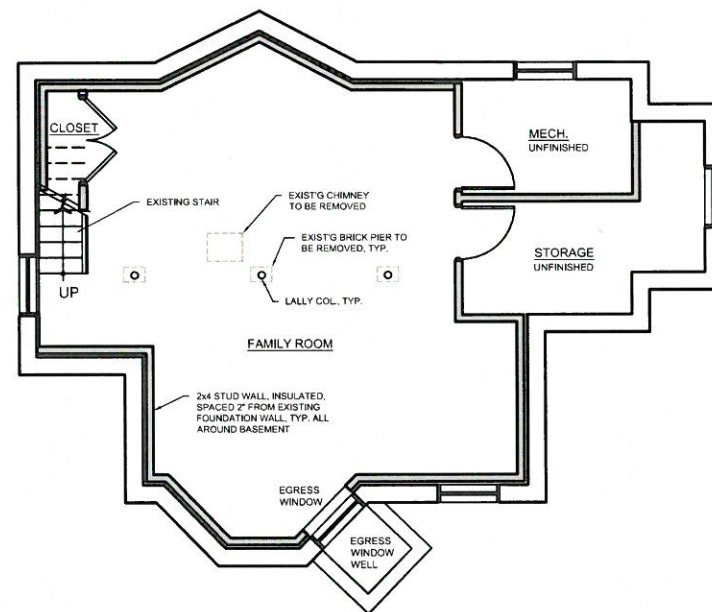 CLOSET
MECH.
UNFINISHED
EXISTING STAIR
EXIST'G CHIMNEY
TO BE REMOVED
EXIST'G BRICK PIER TO
BE REMOVED, TYP.
STORAGE
UNFINISHED
UP
LALLY COL., TYP.
FAMILY ROOM
2x4 STUD WALL, INSULATED,
SPACED 2" FROM EXISTING
FOUNDATION WALL, TYP. ALL
AROUND BASEMENT
EGRESS
WINDOW
EGRESS
WINDOW
WELL